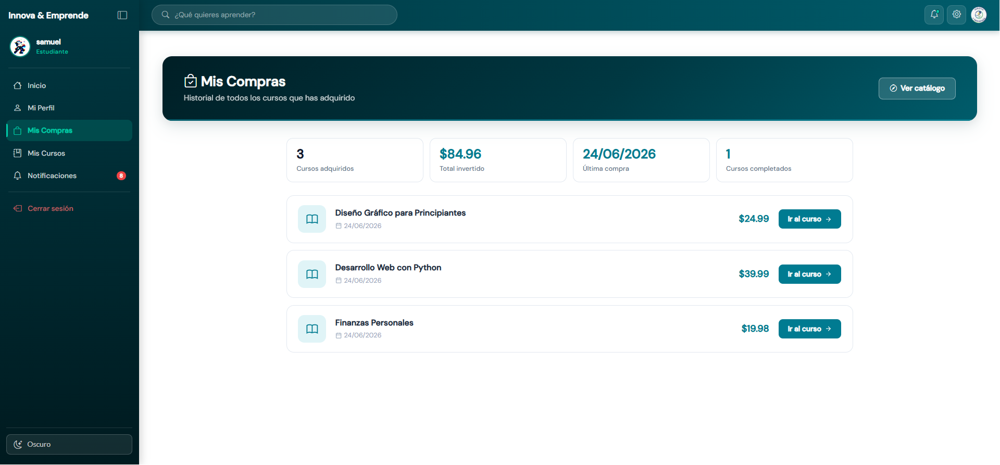 Innova & Emprende
¿Qué quieres aprender?
samuel
Estudiante
Inicio
Mi Perfil
Mis Compras
Mis Cursos
Notificaciones 8
Cerrar sesión
Oscuro
Mis Compras
Historial de todos los cursos que has adquirido
Ver catálogo
3
Cursos adquiridos
$84.96
Total invertido
24/06/2026
Última compra
1
Cursos completados
Diseño Gráfico para Principiantes
24/06/2026
$24.99
Ir al curso →
Desarrollo Web con Python
24/06/2026
$39.99
Ir al curso →
Finanzas Personales
24/06/2026
$19.98
Ir al curso →